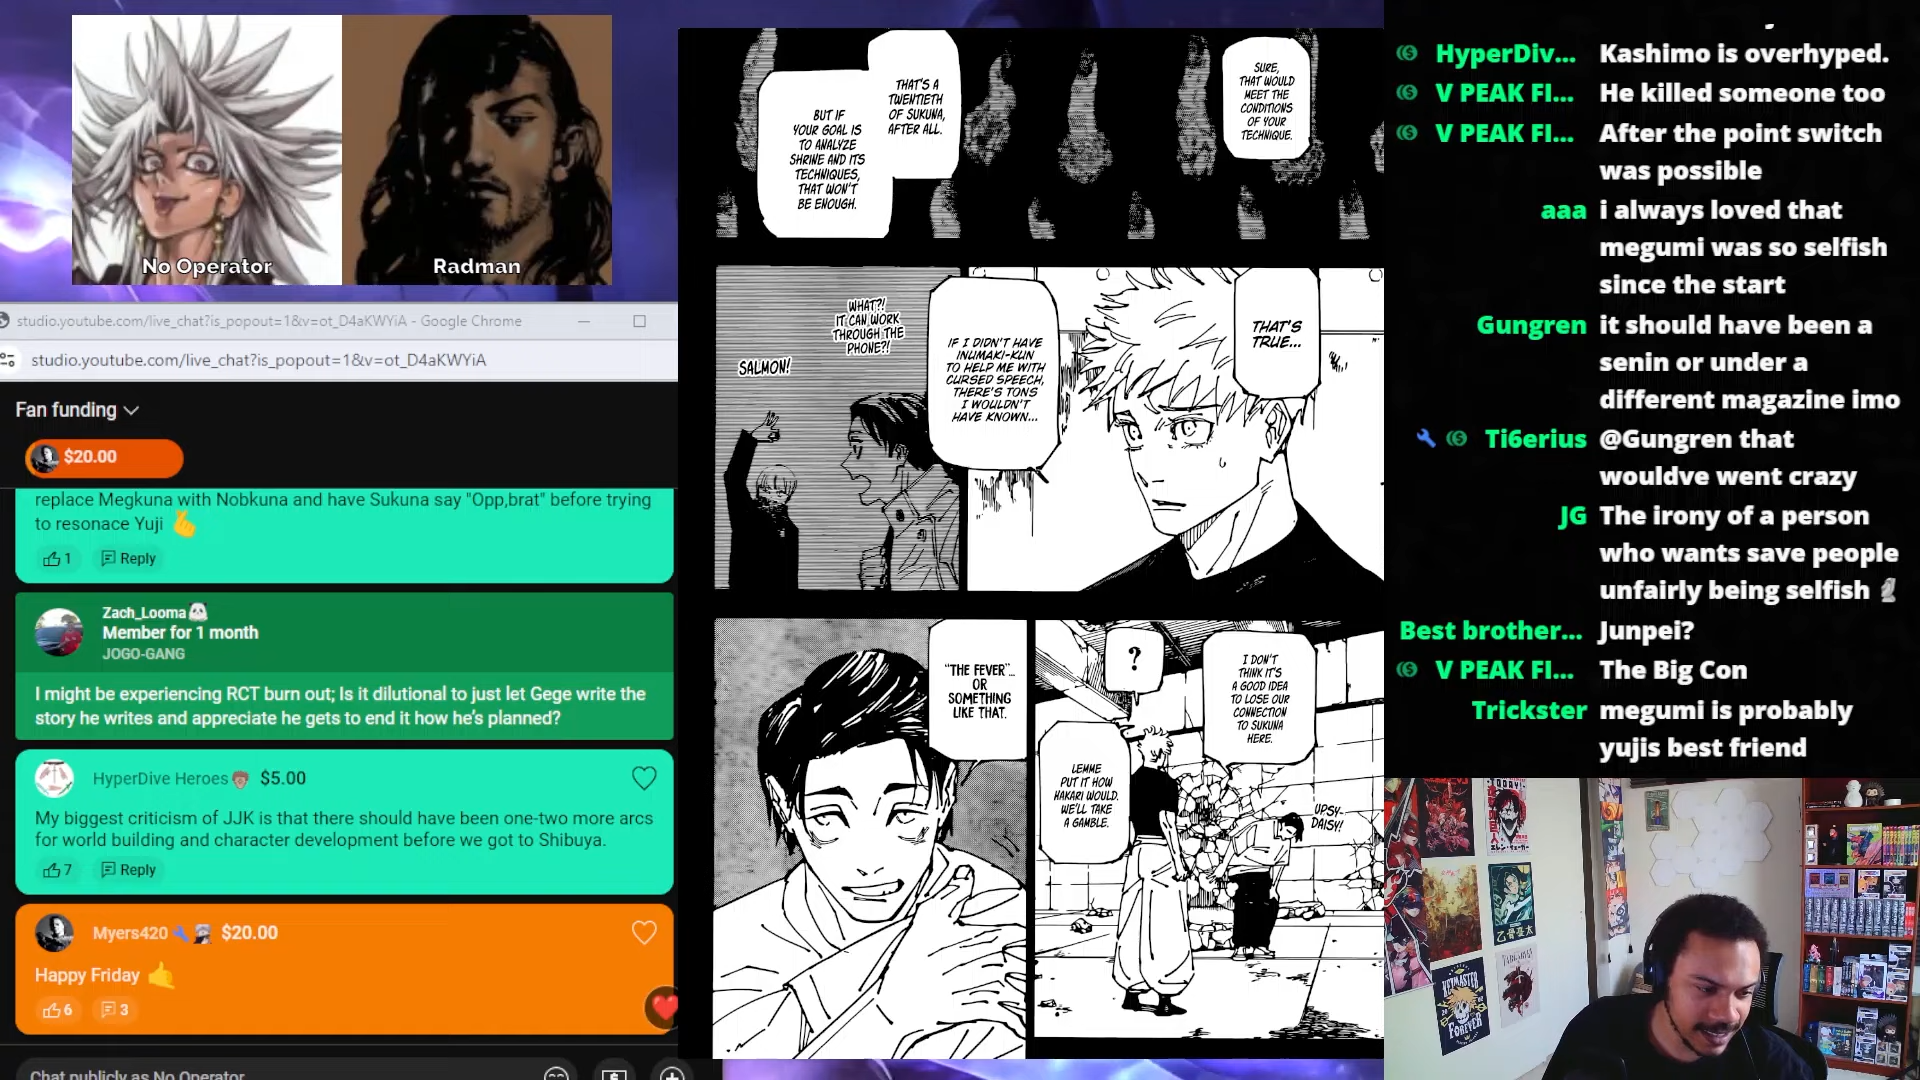 No Operator
Radman
studio.youtube.com/live_chat?is_popout=1&v=ot_D4aKWYiA - Google Chrome
studio.youtube.com/live_chat?is_popout=1&v=ot_D4aKWYiA
Fan funding
$20.00
replace Megkuna with Nobkuna and have Sukuna say "Opp,brat" before trying
to resonace Yuji
1 Reply
Zach_Looma
Member for 1 month
JOGO-GANG
I might be experiencing RCT burn out; Is it dilutional to just let Gege write the
story he writes and appreciate he gets to end it how he's planned?
HyperDive Heroes $5.00
My biggest criticism of JJK is that there should have been one-two more arcs
for world building and character development before we got to Shibuya.
7 Reply
Myers420 $20.00
Happy Friday
6 3
Chat publicly as No Operator
SURE,
THAT WOULD
MEET THE
CONDITIONS
OF YOUR
TECHNIQUE.
THAT'S A
TWENTIETH
OF SUKUNA,
AFTER ALL.
BUT IF
YOUR GOAL IS
TO ANALYZE
SHRINE AND ITS
TECHNIQUES,
THAT WON'T
BE ENOUGH.
THAT'S
TRUE...
IF I DIDN'T HAVE
INUMAKI-KUN
TO HELP ME WITH
CURSED SPEECH,
THERE'S TONS
I WOULDN'T
HAVE KNOWN...
WHAT?!
IT CAN WORK
THROUGH THE
PHONE?!
SALMON!
I DON'T
THINK IT'S
A GOOD IDEA
TO LOSE OUR
CONNECTION
TO SUKUNA
HERE.
?
LEMME
PUT IT HOW
HAKARI WOULD.
WE'LL TAKE
A GAMBLE.
UPSY-
DAISY!
"THE FEVER"...
OR
SOMETHING
LIKE THAT.
HyperDiv... Kashimo is overhyped.
V PEAK FI... He killed someone too
V PEAK FI... After the point switch
was possible
aaa i always loved that
megumi was so selfish
since the start
Gungren it should have been a
senin or under a
different magazine imo
Ti6erius @Gungren that
wouldve went crazy
JG The irony of a person
who wants save people
unfairly being selfish
Best brother... Junpei?
V PEAK FI... The Big Con
Trickster megumi is probably
yujis best friend
KEYMASTER
FOREVER